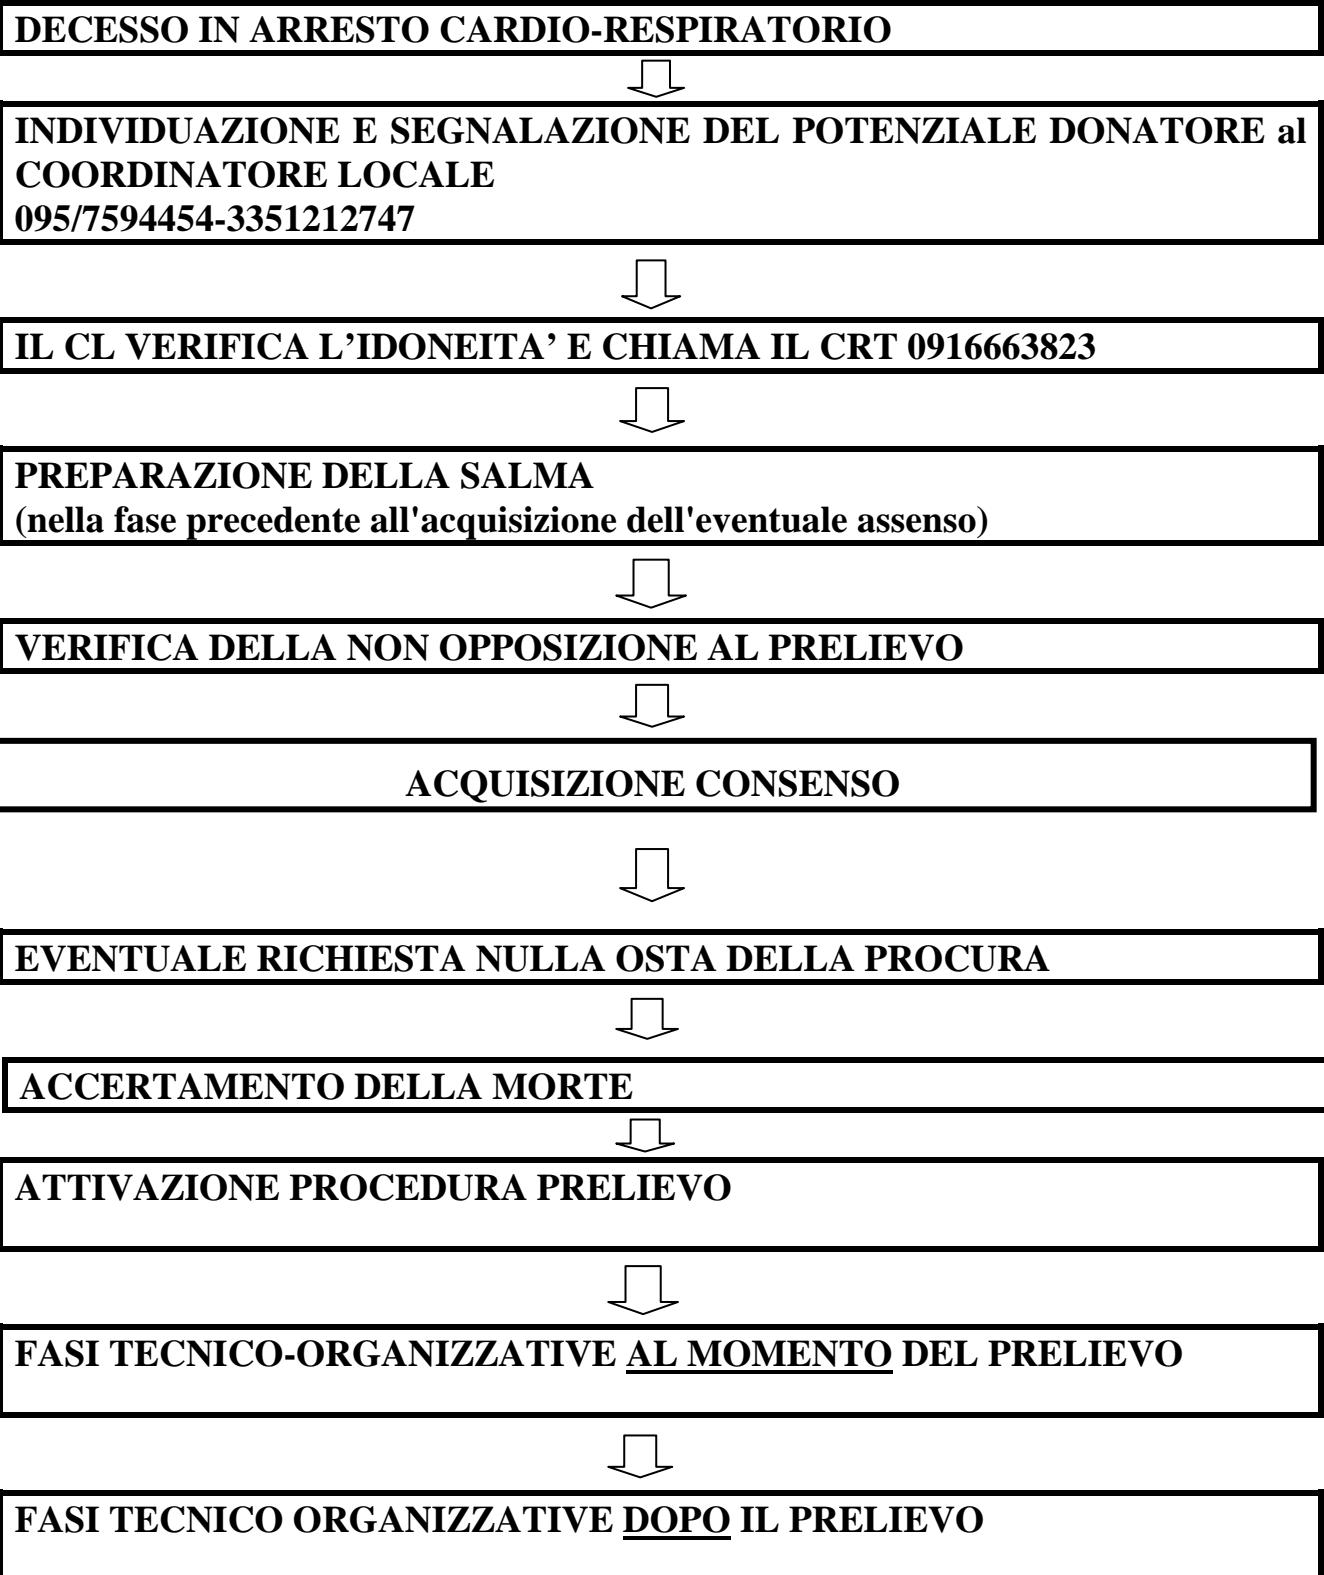 DECESSO IN ARRESTO CARDIO-RESPIRATORIO
INDIVIDUAZIONE E SEGNALAZIONE DEL POTENZIALE DONATORE al
COORDINATORE LOCALE
095/7594454-3351212747
IL CL VERIFICA L’IDONEITA’ E CHIAMA IL CRT 0916663823
PREPARAZIONE DELLA SALMA
(nella fase precedente all'acquisizione dell'eventuale assenso)
VERIFICA DELLA NON OPPOSIZIONE AL PRELIEVO
ACQUISIZIONE CONSENSO
EVENTUALE RICHIESTA NULLA OSTA DELLA PROCURA
ACCERTAMENTO DELLA MORTE
ATTIVAZIONE PROCEDURA PRELIEVO
FASI TECNICO-ORGANIZZATIVE AL MOMENTO DEL PRELIEVO
FASI TECNICO ORGANIZZATIVE DOPO IL PRELIEVO